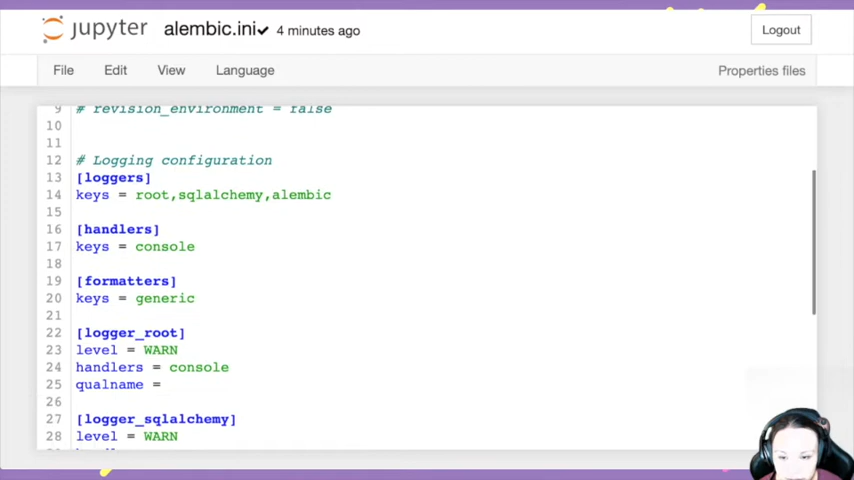 jupyter alembic.ini✔ 4 minutes ago Logout
File Edit View Language Properties files
9 # revision_environment = false
10
11
12 # Logging configuration
13 [loggers]
14 keys = root,sqlalchemy,alembic
15
16 [handlers]
17 keys = console
18
19 [formatters]
20 keys = generic
21
22 [logger_root]
23 level = WARN
24 handlers = console
25 qualname =
26
27 [logger_sqlalchemy]
28 level = WARN